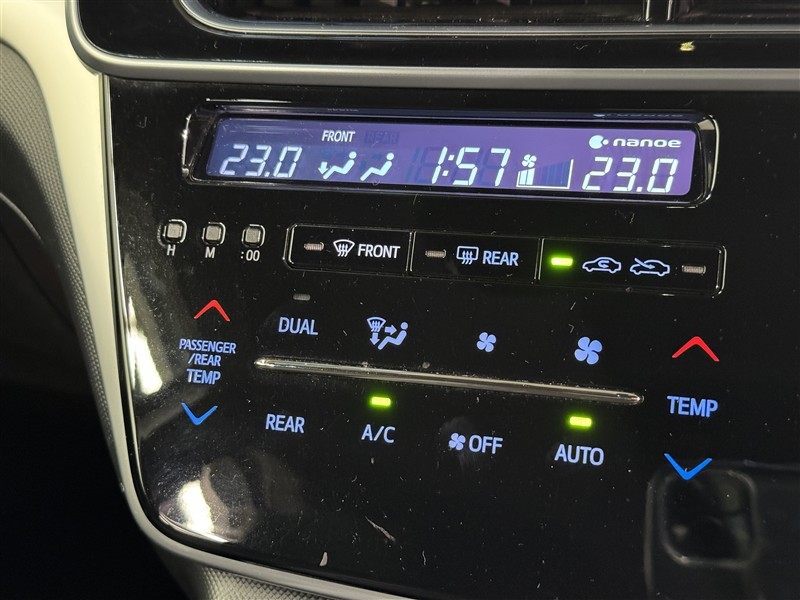 FRONT REAR nanoe
23.0 1:57 23.0
H M :00
FRONT REAR
DUAL
PASSENGER
/REAR
TEMP
TEMP
REAR A/C OFF AUTO